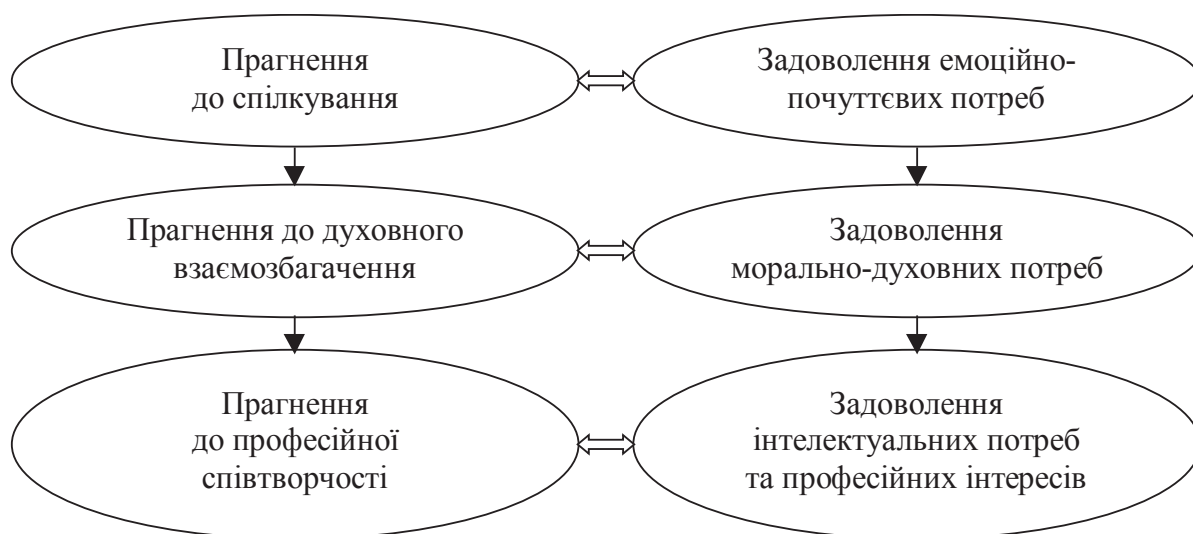 Прагнення
до спілкування
Задоволення емоційно-
почуттєвих потреб
Прагнення до духовного
взаємозбагачення
Задоволення
морально-духовних потреб
Прагнення
до професійної
співтворчості
Задоволення
інтелектуальних потреб
та професійних інтересів